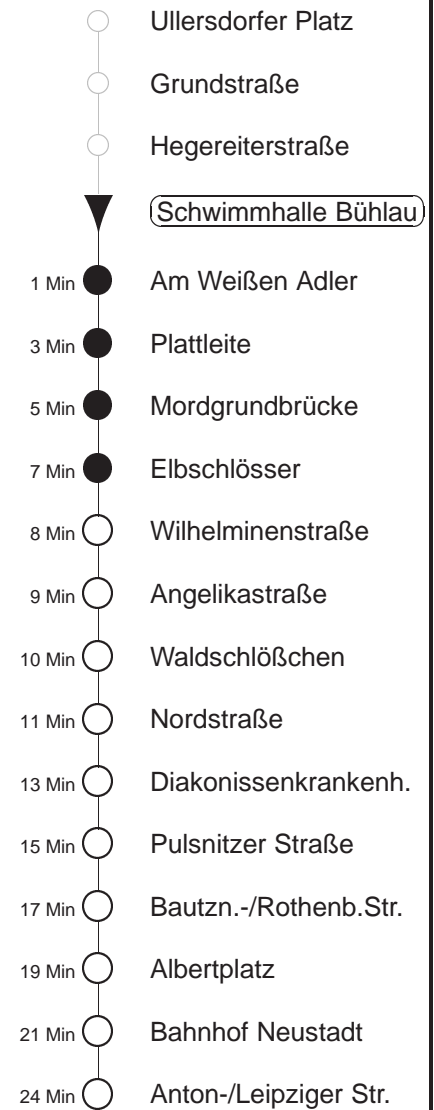 Ullersdorfer Platz
Grundstraße
Hegereiterstraße
Schwimmhalle Bühlau
1 Min Am Weißen Adler
3 Min Plattleite
5 Min Mordgrundbrücke
7 Min Elbschlösser
8 Min Wilhelminenstraße
9 Min Angelikastraße
10 Min Waldschlößchen
11 Min Nordstraße
13 Min Diakonissenkrankenh.
15 Min Pulsnitzer Straße
17 Min Bautzn.-/Rothenb.Str.
19 Min Albertplatz
21 Min Bahnhof Neustadt
24 Min Anton-/Leipziger Str.